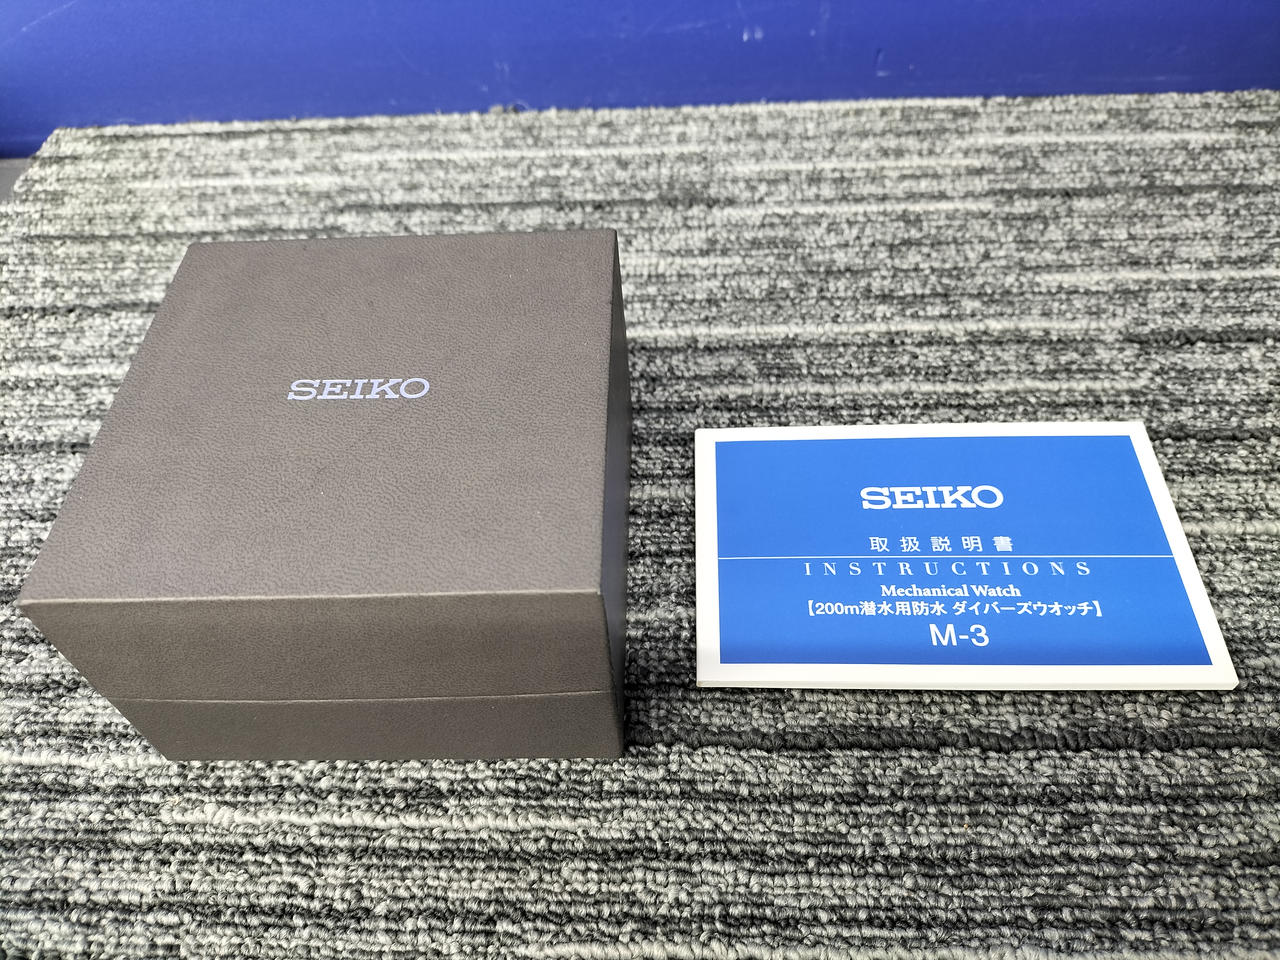 SEIKO
SEIKO
取扱説明書
INSTRUCTIONS
Mechanical Watch
【200m潜水用防水 ダイバーズウオッチ】
M-3